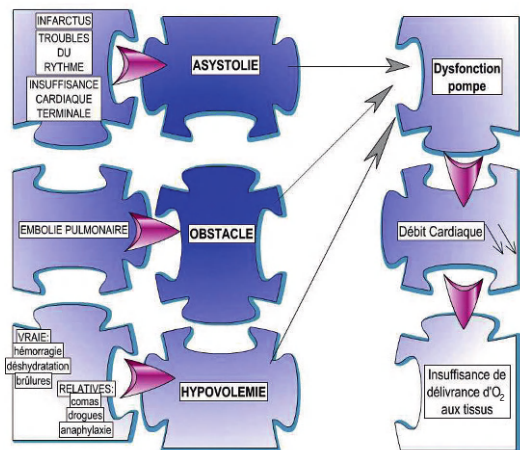 INFARCTUS
TROUBLES
DU
RYTHME
INSUFFISANCE
CARDIAQUE
TERMINALE
ASYSTOLIE
Dysfonction
pompe
EMBOLIE PULMONAIRE
OBSTACLE
Débit Cardiaque
VRAIE:
hémorragie
déshydratation
brûlures
RELATIVES:
comas
drogues
anaphylaxie
HYPOVOLEMIE
Insuffisance de
délivrance d'O₂
aux tissus